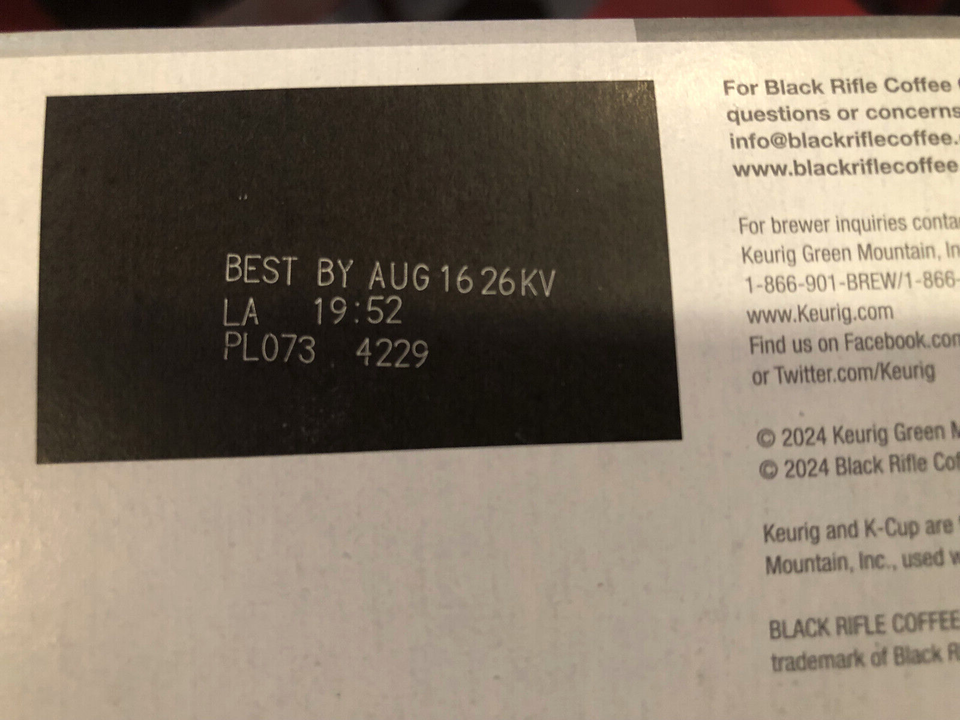 BEST BY AUG 16 26 KV
LA 19:52
PL073 4229
For Black Rifle Coffee
questions or concerns
info@blackriflecoffee.
www.blackriflecoffee
For brewer inquiries
Keurig Green Mountain,
1-866-901-BREW/1-866-
www.Keurig.com
Find us on Facebook.com
or Twitter.com/Keurig
© 2024 Keurig Green
© 2024 Black Rifle
Keurig and K-Cup are
Mountain, Inc., used
BLACK RIFLE COFFEE
trademark of Black